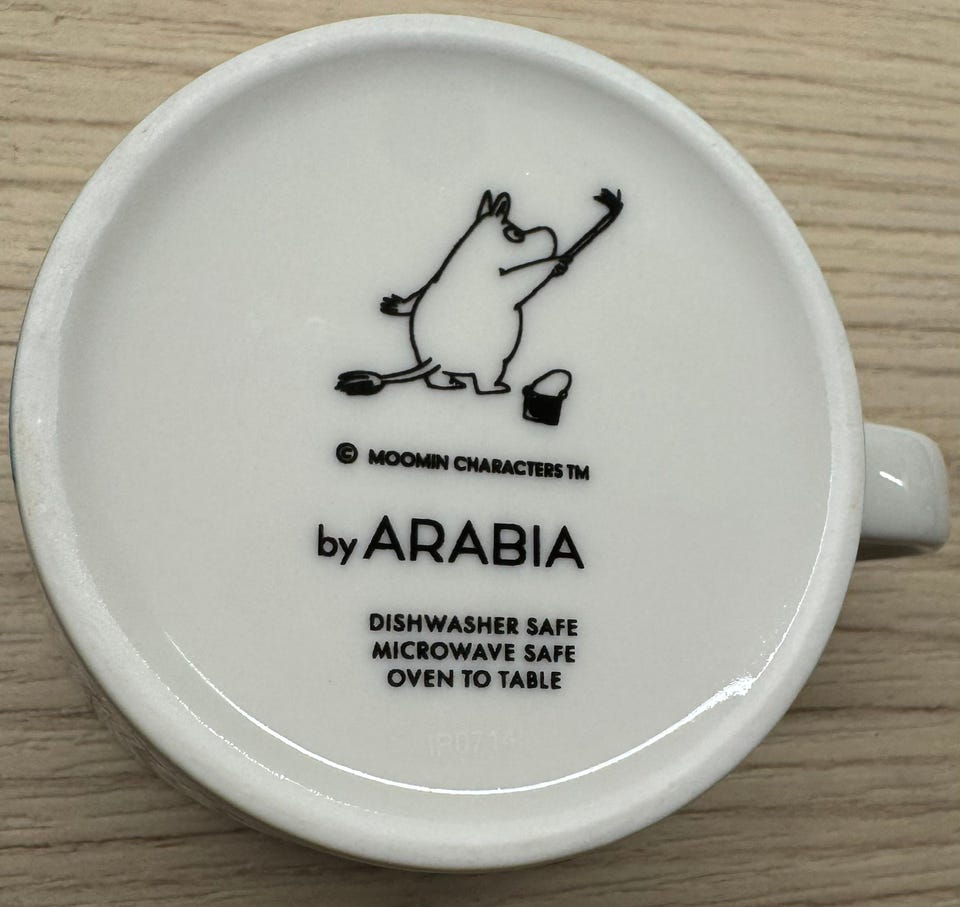 © MOOMIN CHARACTERS TM
by ARABIA
DISHWASHER SAFE
MICROWAVE SAFE
OVEN TO TABLE